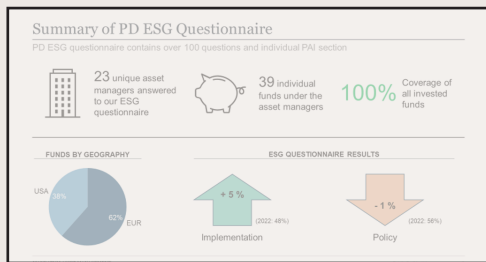 Summary of PD ESG Questionnaire
PD ESG questionnaire contains over 100 questions and individual PAI section
23 unique asset
managers answered
to our ESG
questionnaire
39 individual
funds under the
asset managers
100%
Coverage of
all invested
funds
FUNDS BY GEOGRAPHY
USA
38%
62%
EUR
ESG QUESTIONNAIRE RESULTS
+ 5 %
(2022: 48%)
Implementation
- 1 %
(2022: 56%)
Policy